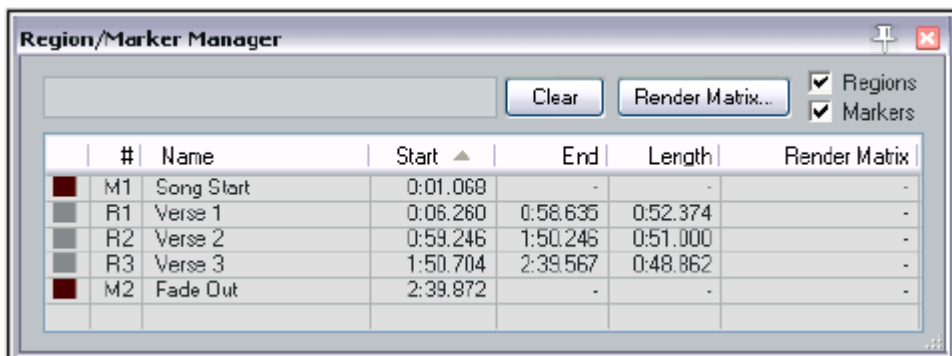 Region/Marker Manager
Clear Render Matrix... Regions
Markers
# Name Start End Length Render Matrix
M1 Song Start 0:01.068 - - -
R1 Verse 1 0:06.260 0:58.635 0:52.374 -
R2 Verse 2 0:59.246 1:50.246 0:51.000 -
R3 Verse 3 1:50.704 2:39.567 0:48.862 -
M2 Fade Out 2:39.872 - - -